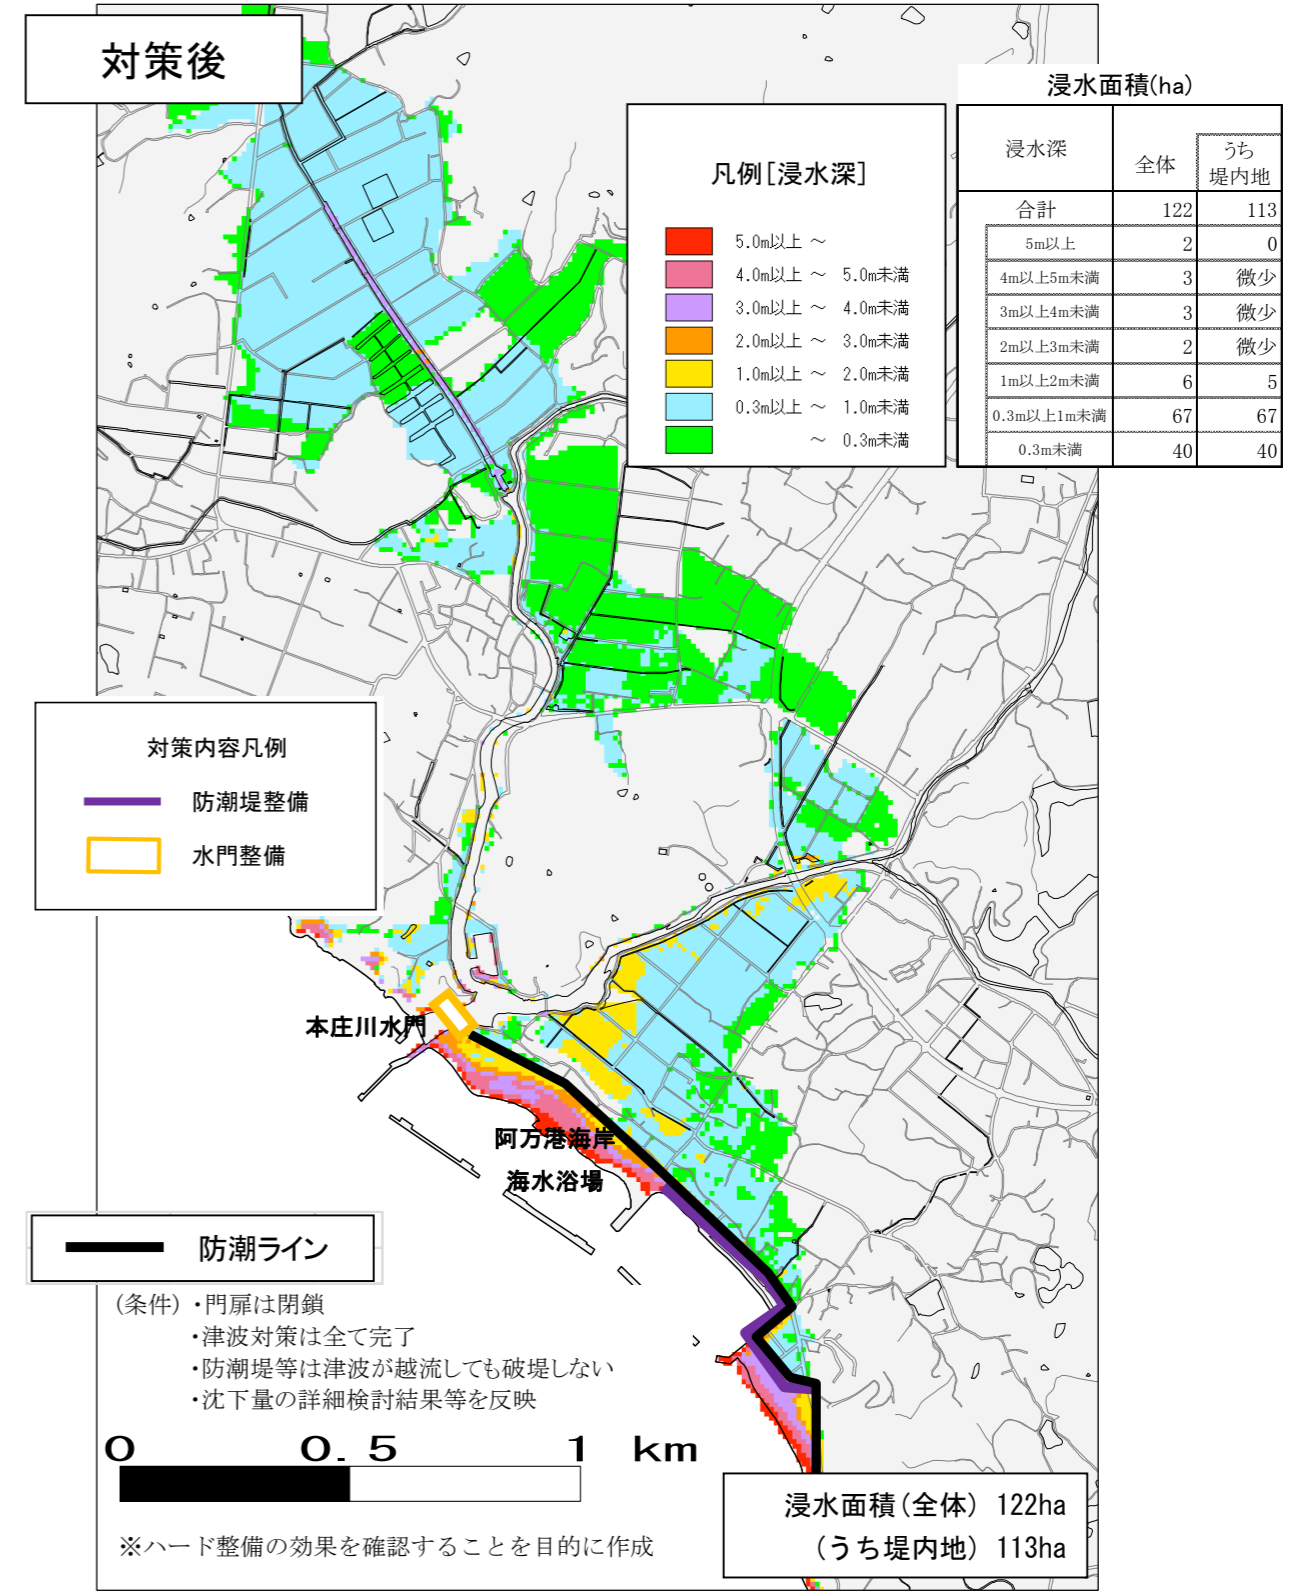 対策後
浸水面積(ha)
浸水深 全体 うち堤内地
合計 122 113
5m以上 2 0
4m以上5m未満 3 微少
3m以上4m未満 3 微少
2m以上3m未満 2 微少
1m以上2m未満 6 5
0.3m以上1m未満 67 67
0.3m未満 40 40
凡例[浸水深]
5.0m以上 ～
4.0m以上 ～ 5.0m未満
3.0m以上 ～ 4.0m未満
2.0m以上 ～ 3.0m未満
1.0m以上 ～ 2.0m未満
0.3m以上 ～ 1.0m未満
～ 0.3m未満
対策内容凡例
防潮堤整備
水門整備
本庄川水門
阿万港海岸
海水浴場
防潮ライン
(条件) ・門扉は閉鎖
・津波対策は全て完了
・防潮堤等は津波が越流しても破堤しない
・沈下量の詳細検討結果等を反映
0 0.5 1 km
※ハード整備の効果を確認することを目的に作成
浸水面積(全体) 122ha
(うち堤内地) 113ha